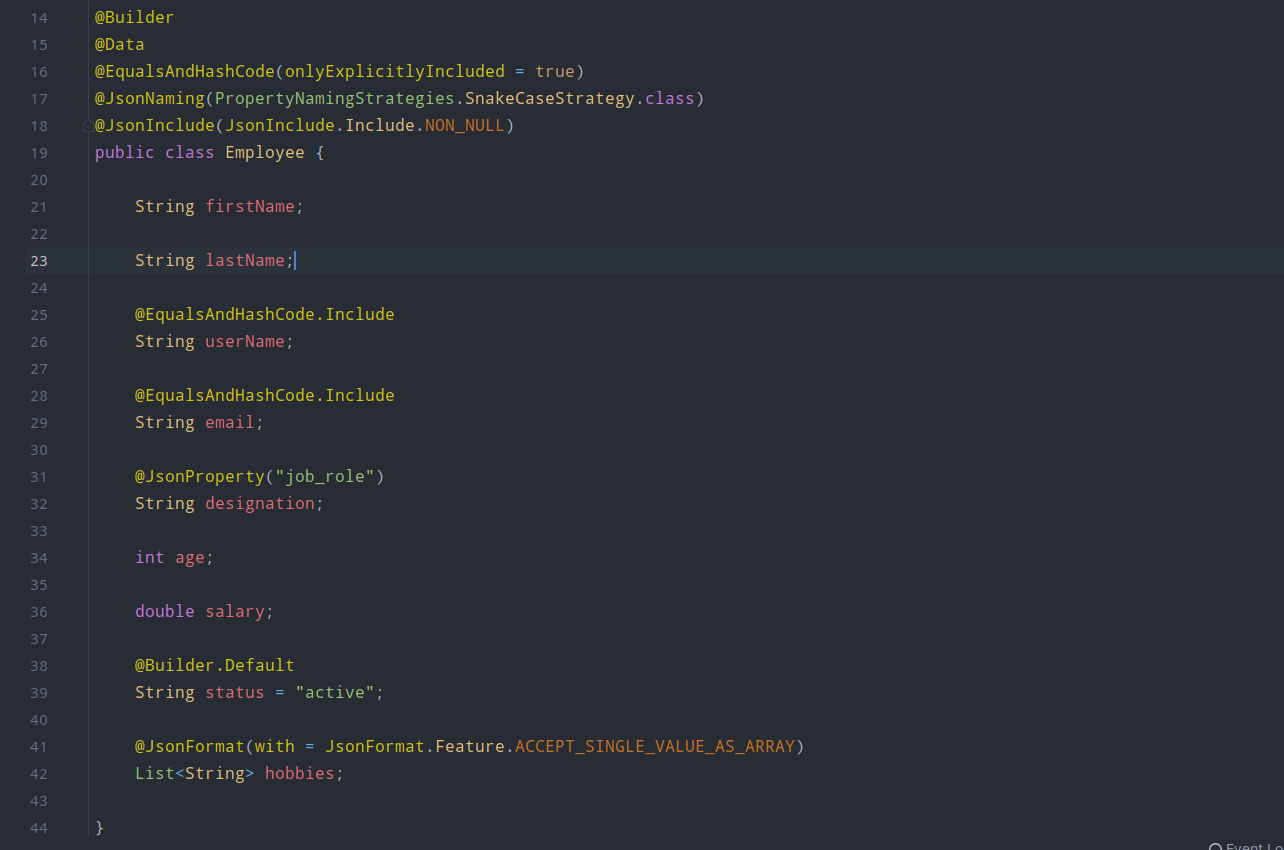 14 @Builder
15 @Data
16 @EqualsAndHashCode(onlyExplicitlyIncluded = true)
17 @JsonNaming(PropertyNamingStrategies.SnakeCaseStrategy.class)
18 @JsonInclude(JsonInclude.Include.NON_NULL)
19 public class Employee {
20
21     String firstName;
22
23     String lastName;
24
25     @EqualsAndHashCode.Include
26     String userName;
27
28     @EqualsAndHashCode.Include
29     String email;
30
31     @JsonProperty("job_role")
32     String designation;
33
34     int age;
35
36     double salary;
37
38     @Builder.Default
39     String status = "active";
40
41     @JsonFormat(with = JsonFormat.Feature.ACCEPT_SINGLE_VALUE_AS_ARRAY)
42     List<String> hobbies;
43
44 }
Event Lo